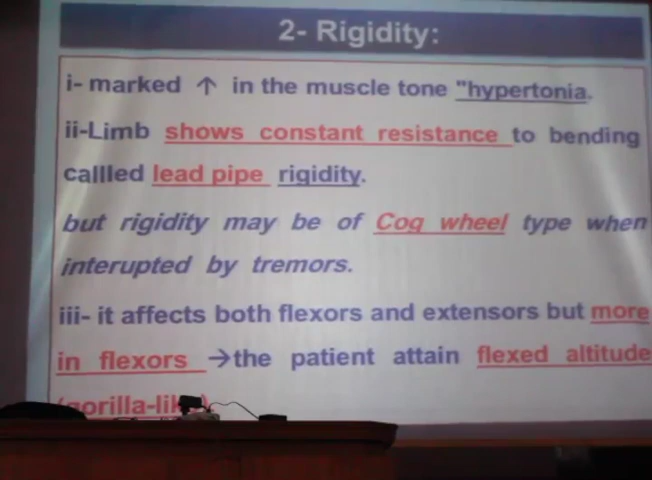 2- Rigidity:
i- marked ↑ in the muscle tone "hypertonia.
ii-Limb shows constant resistance to bending
callled lead pipe rigidity.
but rigidity may be of Cog wheel type when
interupted by tremors.
iii- it affects both flexors and extensors but more
in flexors →the patient attain flexed altitude